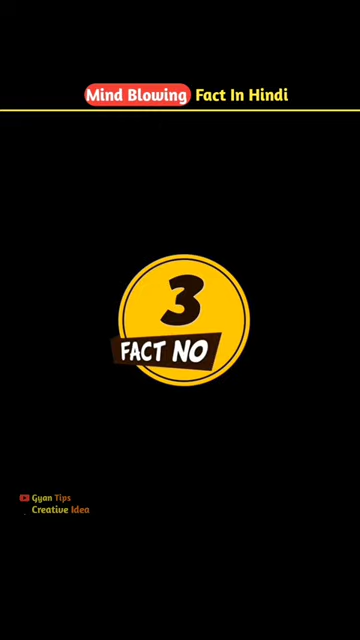 Mind Blowing Fact In Hindi
3
FACT NO
Gyan Tips
Creative Idea